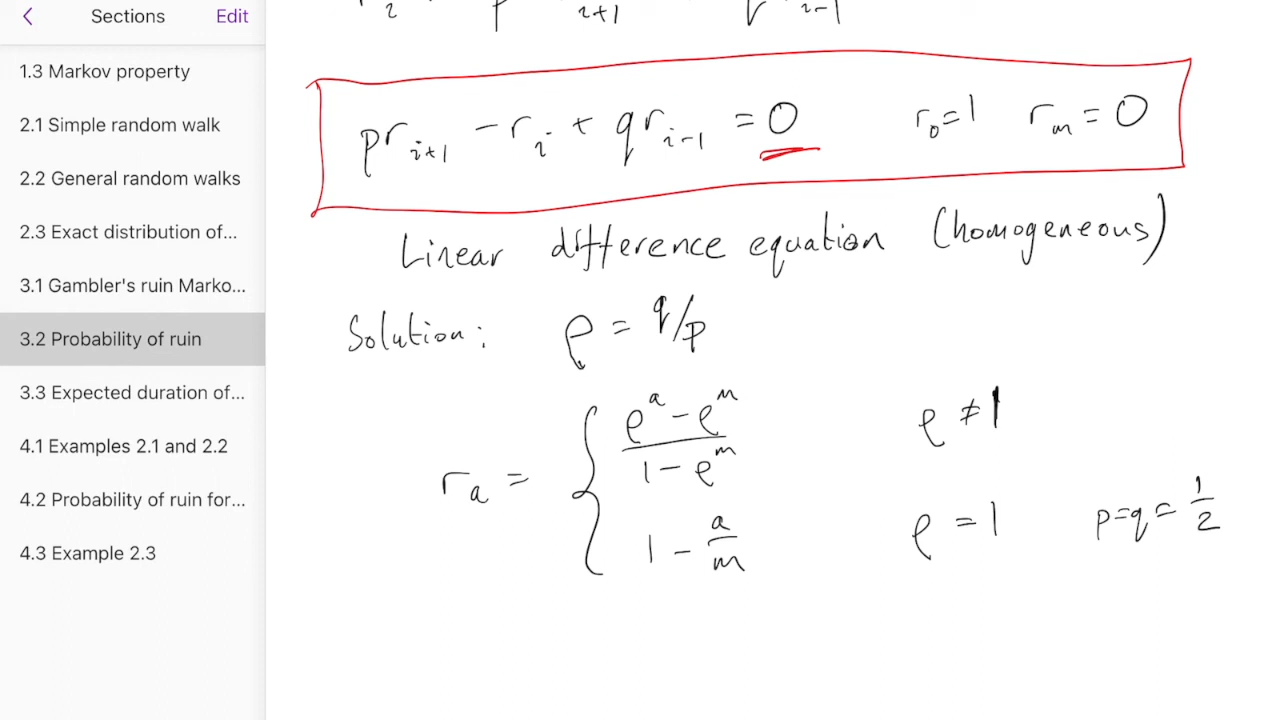 Sections
Edit
1.3 Markov property
2.1 Simple random walk
2.2 General random walks
2.3 Exact distribution of...
3.1 Gambler's ruin Marko...
3.2 Probability of ruin
3.3 Expected duration of...
4.1 Examples 2.1 and 2.2
4.2 Probability of ruin for...
4.3 Example 2.3
pr_{i+1} - r_i + qr_{i-1} = 0 r_0=1 r_m = 0
Linear difference equation (homogeneous)
Solution: ρ = q/p
r_a = { (ρ^a - ρ^m)/(1 - ρ^m) ρ ≠ 1
1 - a/m ρ = 1 p=q= 1/2